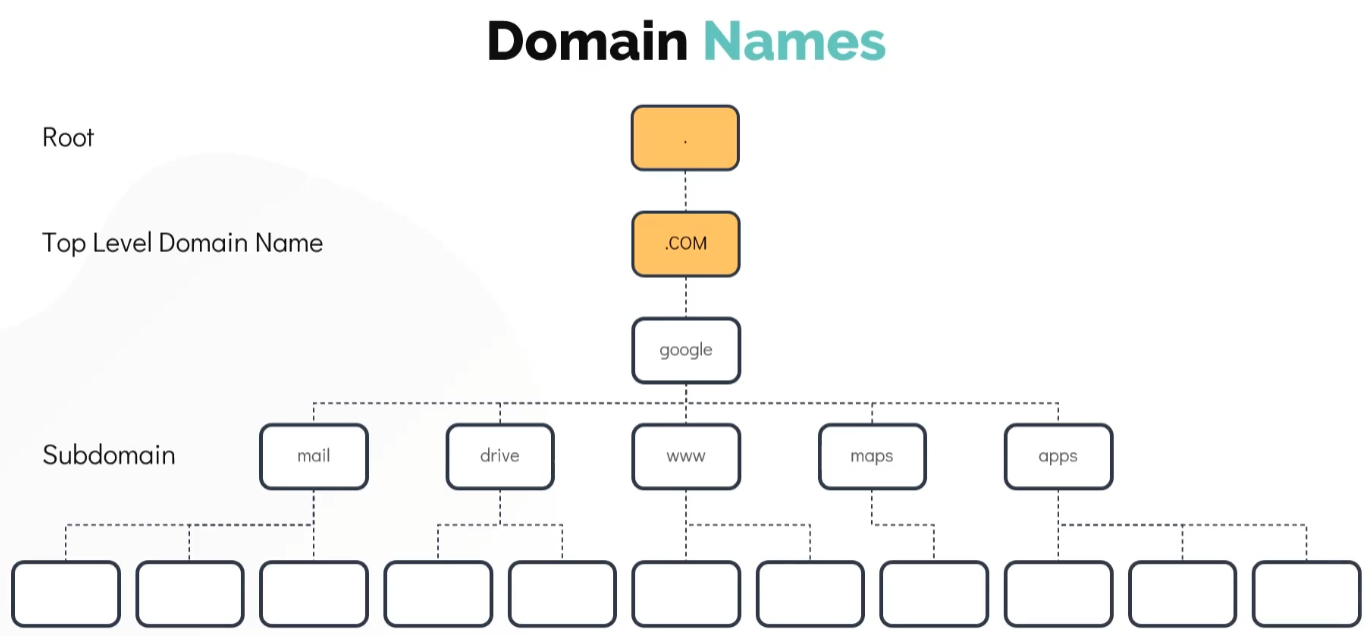 Domain Names
Root
.
Top Level Domain Name
.COM
google
Subdomain
mail
drive
www
maps
apps